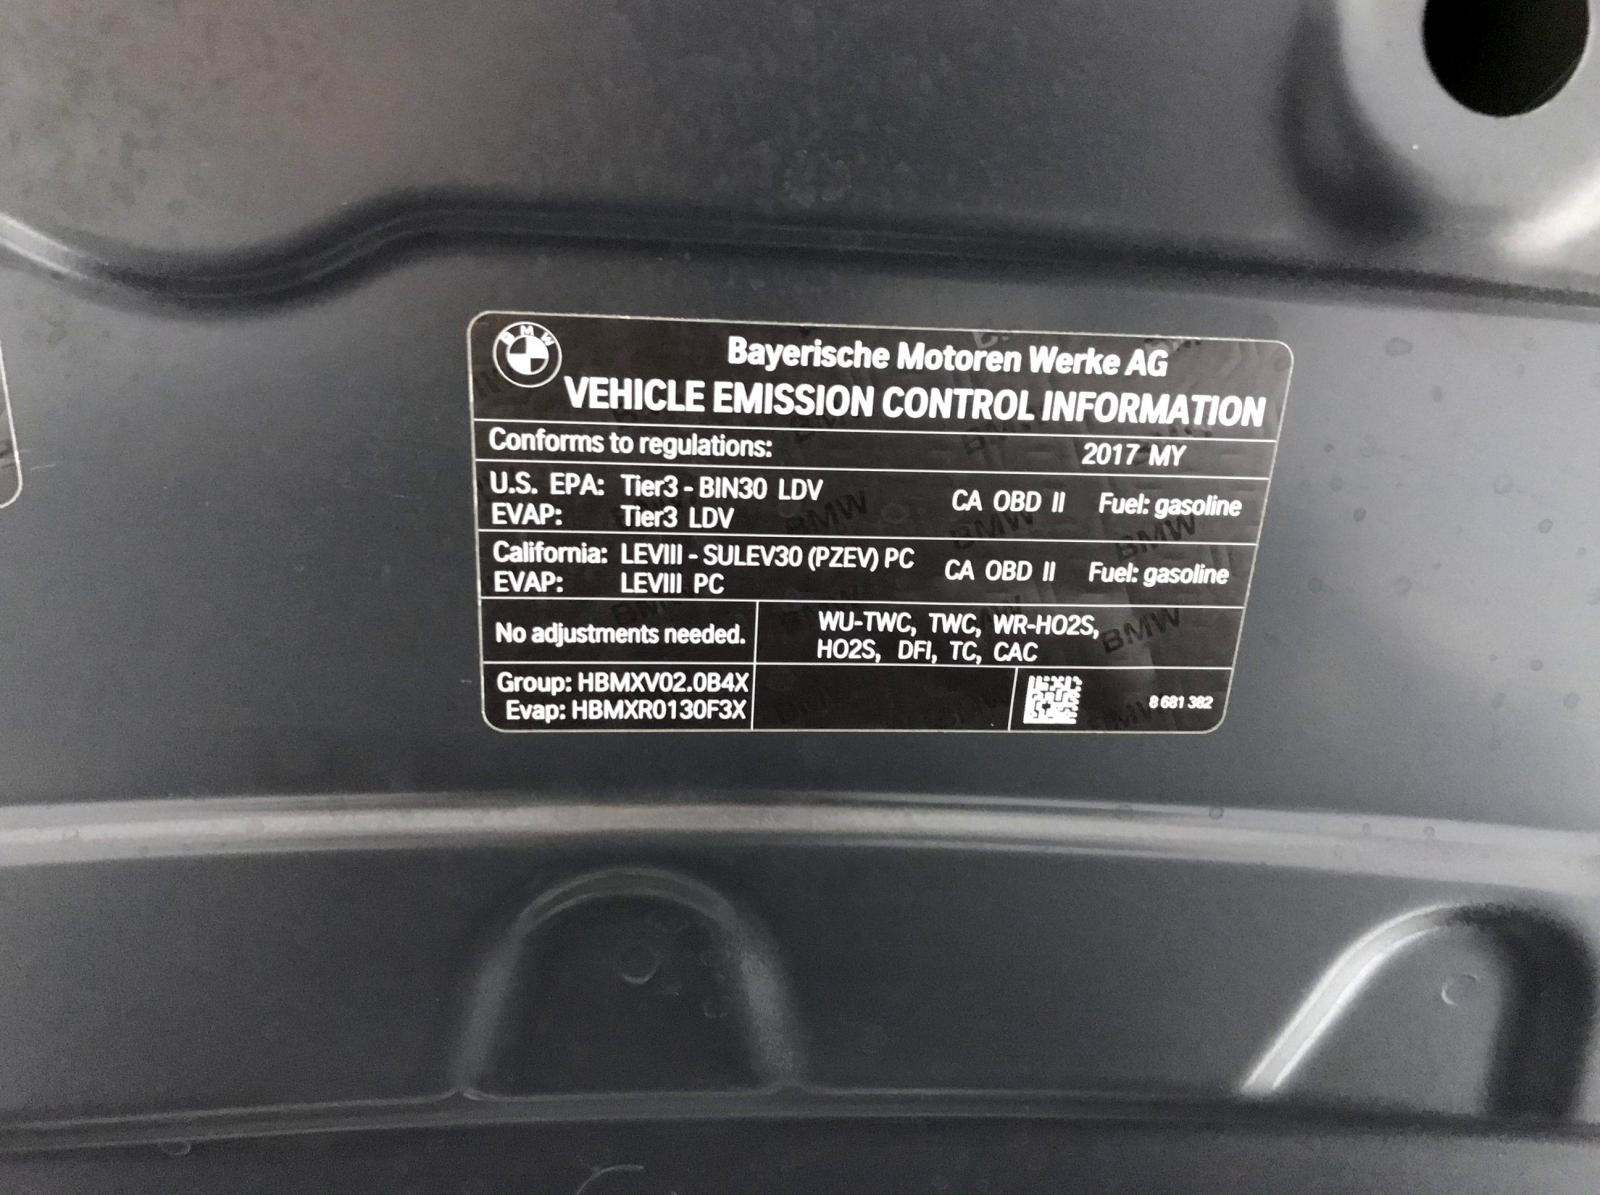 BMW
Bayerische Motoren Werke AG
VEHICLE EMISSION CONTROL INFORMATION
Conforms to regulations: 2017 MY
U.S. EPA: Tier3 - BIN30 LDV CA OBD II Fuel: gasoline
EVAP: Tier3 LDV
California: LEVIII - SULEV30 (PZEV) PC CA OBD II Fuel: gasoline
EVAP: LEVIII PC
No adjustments needed.
WU-TWC, TWC, WR-HO2S,
HO2S, DFI, TC, CAC
Group: HBMXV02.0B4X
Evap: HBMXR0130F3X
8 681 382